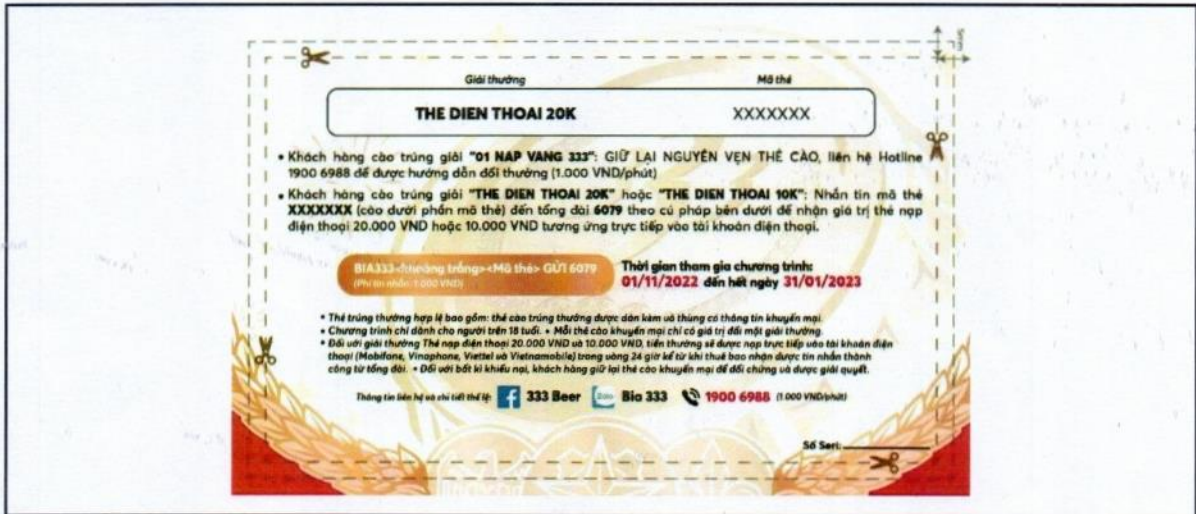 5mm
Giải thưởng Mã thẻ
THE DIEN THOAI 20K XXXXXXX
• Khách hàng cào trúng giải "01 NAP VANG 333": GIỮ LẠI NGUYÊN VẸN THẺ CÀO, liên hệ Hotline
1900 6988 để được hướng dẫn đổi thưởng (1.000 VND/phút)
• Khách hàng cào trúng giải "THE DIEN THOAI 20K" hoặc "THE DIEN THOAI 10K": Nhắn tin mã thẻ
XXXXXXX (cào dưới phần mã thẻ) đến tổng đài 6079 theo cú pháp bên dưới để nhận giá trị thẻ nạp
điện thoại 20.000 VND hoặc 10.000 VND tương ứng trực tiếp vào tài khoản điện thoại.
BIA333<khoảng trắng><Mã thẻ> GỬI 6079
(Phí tin nhắn: 1.000 VND)
Thời gian tham gia chương trình:
01/11/2022 đến hết ngày 31/01/2023
• Thẻ trúng thưởng hợp lệ bao gồm: thẻ cào trúng thưởng được dán kèm và thùng có thông tin khuyến mại.
• Chương trình chỉ dành cho người trên 18 tuổi. • Mỗi thẻ cào khuyến mại chỉ có giá trị đổi một giải thưởng.
• Đối với giải thưởng Thẻ nạp điện thoại 20.000 VND và 10.000 VND, tiền thưởng sẽ được nạp trực tiếp vào tài khoản điện
thoại (Mobifone, Vinaphone, Viettel và Vietnamobile) trong vòng 24 giờ kể từ khi thuê bao nhận được tin nhắn thành
công từ tổng đài. • Đối với bất kì khiếu nại, khách hàng giữ lại thẻ cào khuyến mại để đối chứng và được giải quyết.
Thông tin liên hệ và chi tiết thể lệ: f 333 Beer Zalo Bia 333 1900 6988 (1.000 VND/phút)
Số Seri: